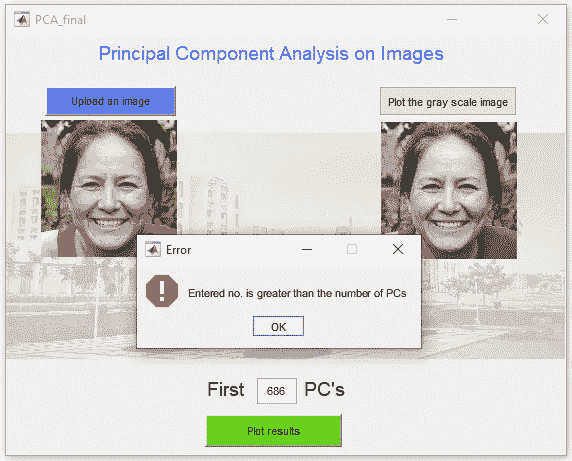 PCA_final
Principal Component Analysis on Images
Upload an image
Plot the gray scale image
Error
Entered no. is greater than the number of PCs
OK
First 686 PC's
Plot results